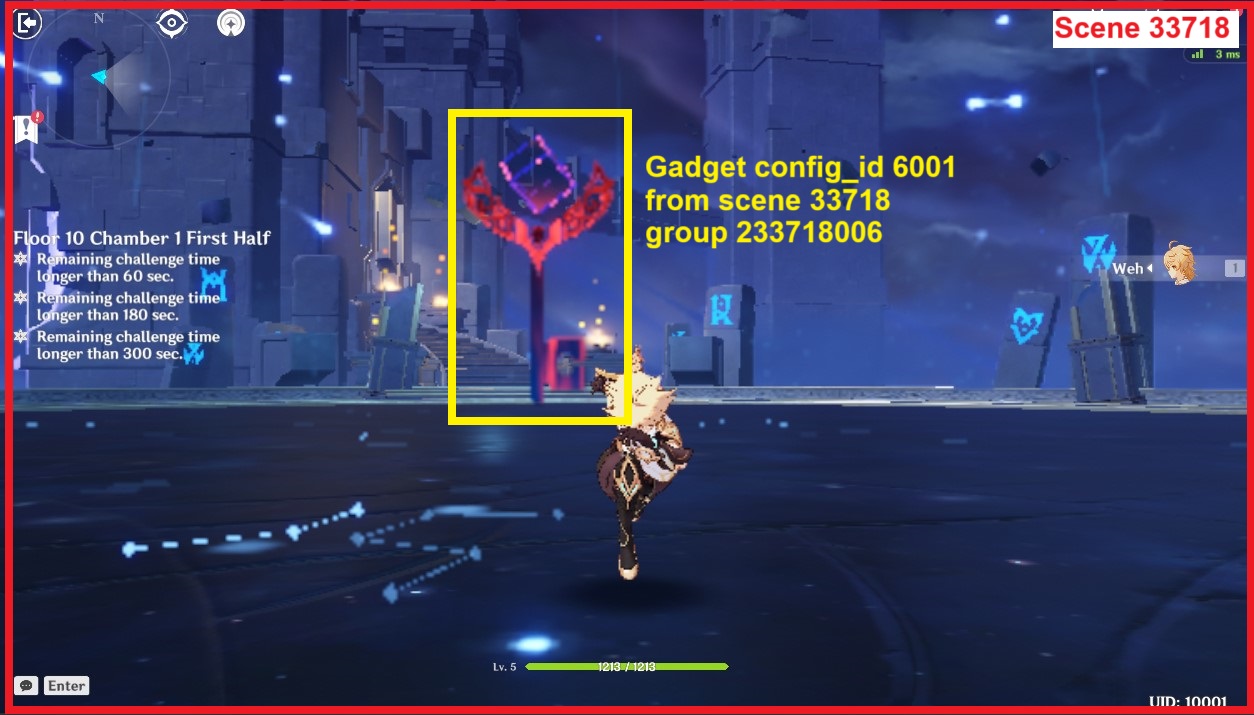 N
Scene 33718
3 ms
Gadget config_id 6001
from scene 33718
group 233718006
Floor 10 Chamber 1 First Half
Remaining challenge time
longer than 60 sec.
Remaining challenge time
longer than 180 sec.
Remaining challenge time
longer than 300 sec.
Weh
1
Lv. 5
1213 / 1213
Enter
UID: 10001